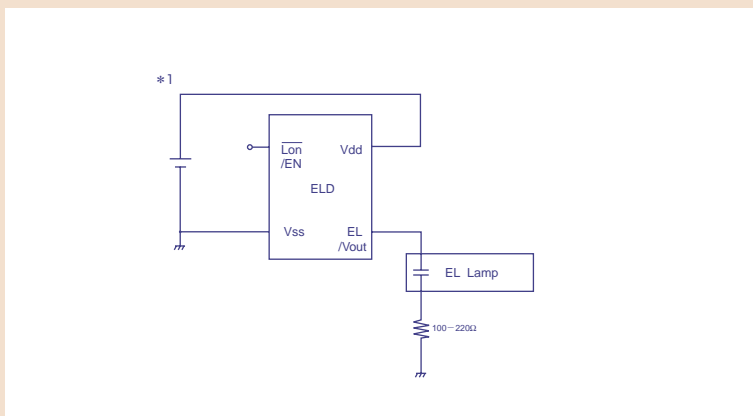 *1
Lon
/EN
Vdd
ELD
Vss
EL
/Vout
EL Lamp
100－220Ω